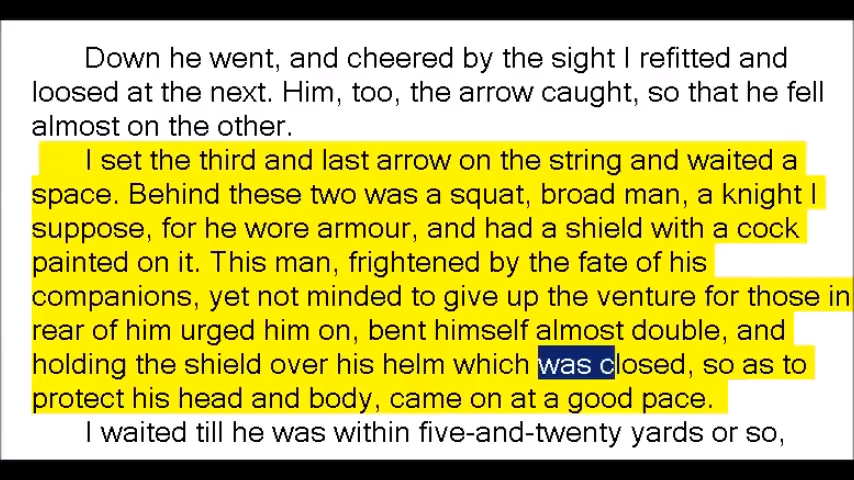 Down he went, and cheered by the sight I refitted and
loosed at the next. Him, too, the arrow caught, so that he fell
almost on the other.
I set the third and last arrow on the string and waited a
space. Behind these two was a squat, broad man, a knight I
suppose, for he wore armour, and had a shield with a cock
painted on it. This man, frightened by the fate of his
companions, yet not minded to give up the venture for those in
rear of him urged him on, bent himself almost double, and
holding the shield over his helm which was closed, so as to
protect his head and body, came on at a good pace.
I waited till he was within five-and-twenty yards or so,